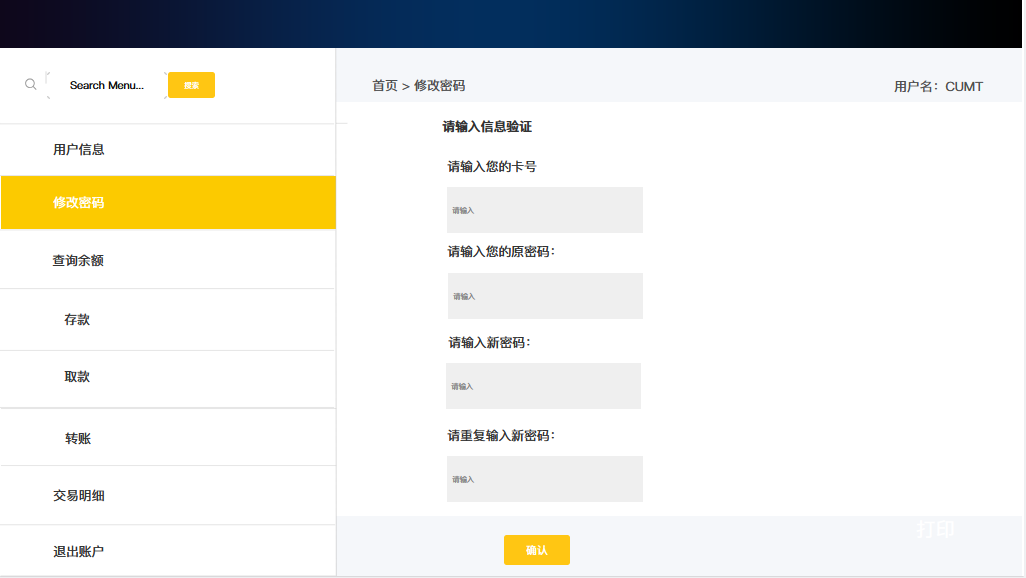 Search Menu...
搜索
首页 > 修改密码
用户名：CUMT
用户信息
修改密码
查询余额
存款
取款
转账
交易明细
退出账户
请输入信息验证
请输入您的卡号
请输入
请输入您的原密码：
请输入
请输入新密码：
请输入
请重复输入新密码：
请输入
打印
确认